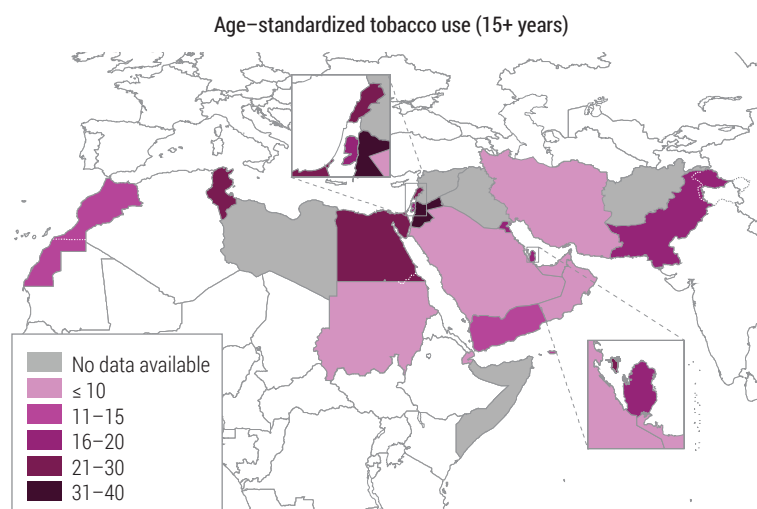 Age–standardized tobacco use (15+ years)
No data available
≤ 10
11–15
16–20
21–30
31–40